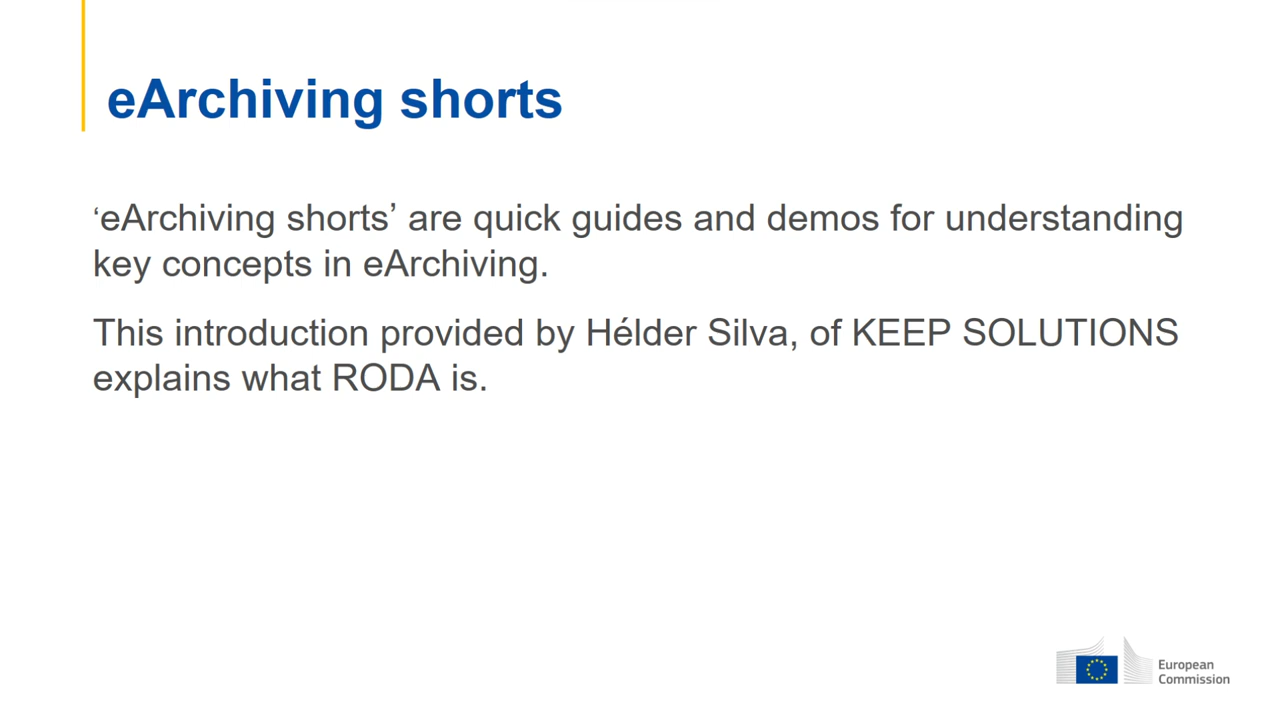 eArchiving shorts
‘eArchiving shorts’ are quick guides and demos for understanding
key concepts in eArchiving.
This introduction provided by Hélder Silva, of KEEP SOLUTIONS
explains what RODA is.
European
Commission